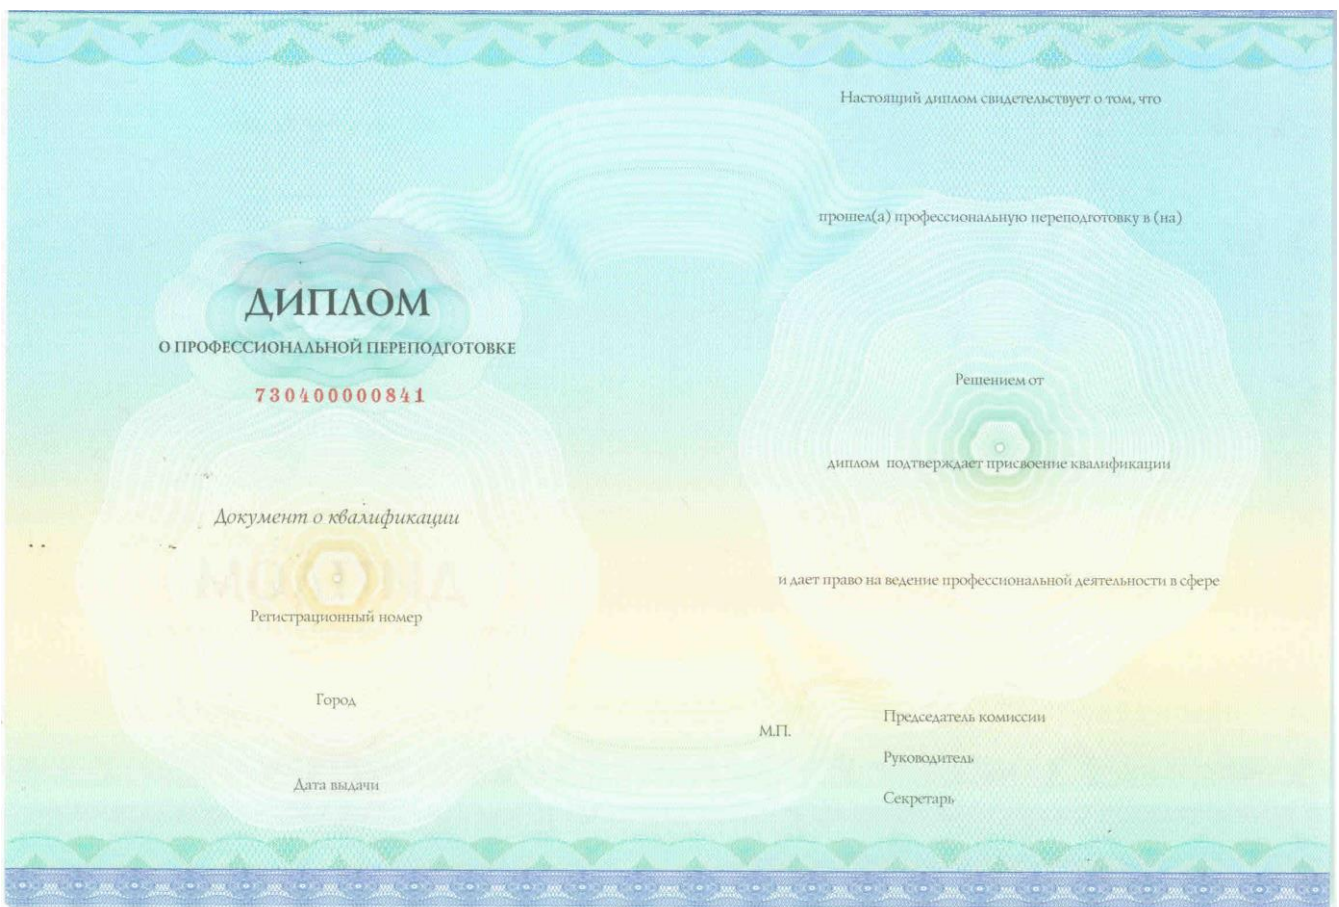 ДИПЛОМ
О ПРОФЕССИОНАЛЬНОЙ ПЕРЕПОДГОТОВКЕ
730400000841
Документ о квалификации
Регистрационный номер
Город
Дата выдачи
Настоящий диплом свидетельствует о том, что
прошел(а) профессиональную переподготовку в (на)
Решением от
диплом подтверждает присвоение квалификации
и дает право на ведение профессиональной деятельности в сфере
М.П.
Председатель комиссии
Руководитель
Секретарь